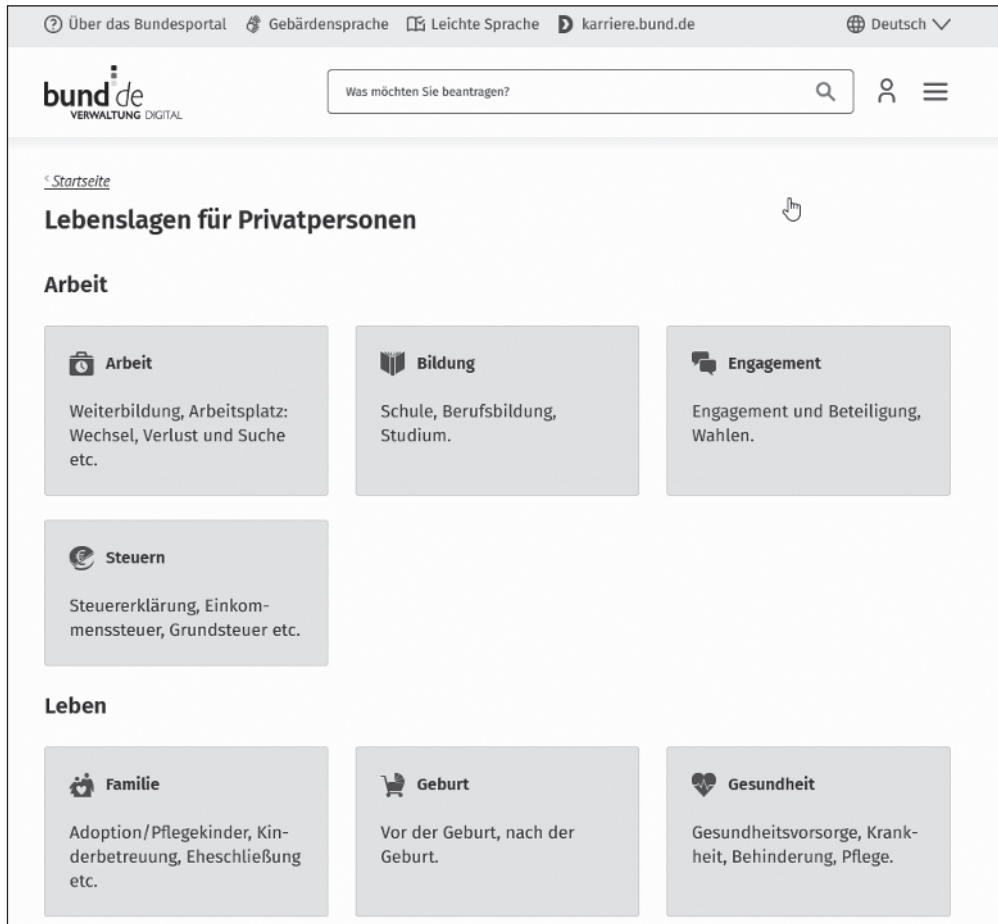 Über das Bundesportal Gebärdensprache Leichte Sprache karriere.bund.de Deutsch
bund.de
VERWALTUNG DIGITAL
Was möchten Sie beantragen?
< Startseite
Lebenslagen für Privatpersonen
Arbeit
Arbeit
Weiterbildung, Arbeitsplatz:
Wechsel, Verlust und Suche
etc.
Bildung
Schule, Berufsbildung,
Studium.
Engagement
Engagement und Beteiligung,
Wahlen.
Steuern
Steuererklärung, Einkom-
menssteuer, Grundsteuer etc.
Leben
Familie
Adoption/Pflegekinder, Kin-
derbetreuung, Eheschließung
etc.
Geburt
Vor der Geburt, nach der
Geburt.
Gesundheit
Gesundheitsvorsorge, Krank-
heit, Behinderung, Pflege.